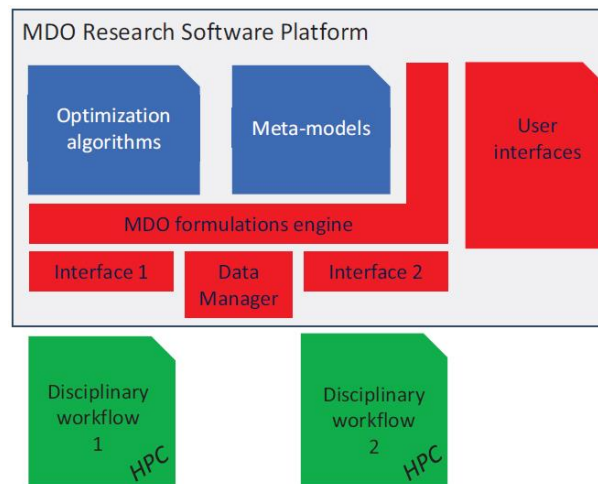 MDO Research Software Platform
Optimization
algorithms
Meta-models
User
interfaces
MDO formulations engine
Interface 1
Data
Manager
Interface 2
Disciplinary
workflow
1
HPC
Disciplinary
workflow
2
HPC